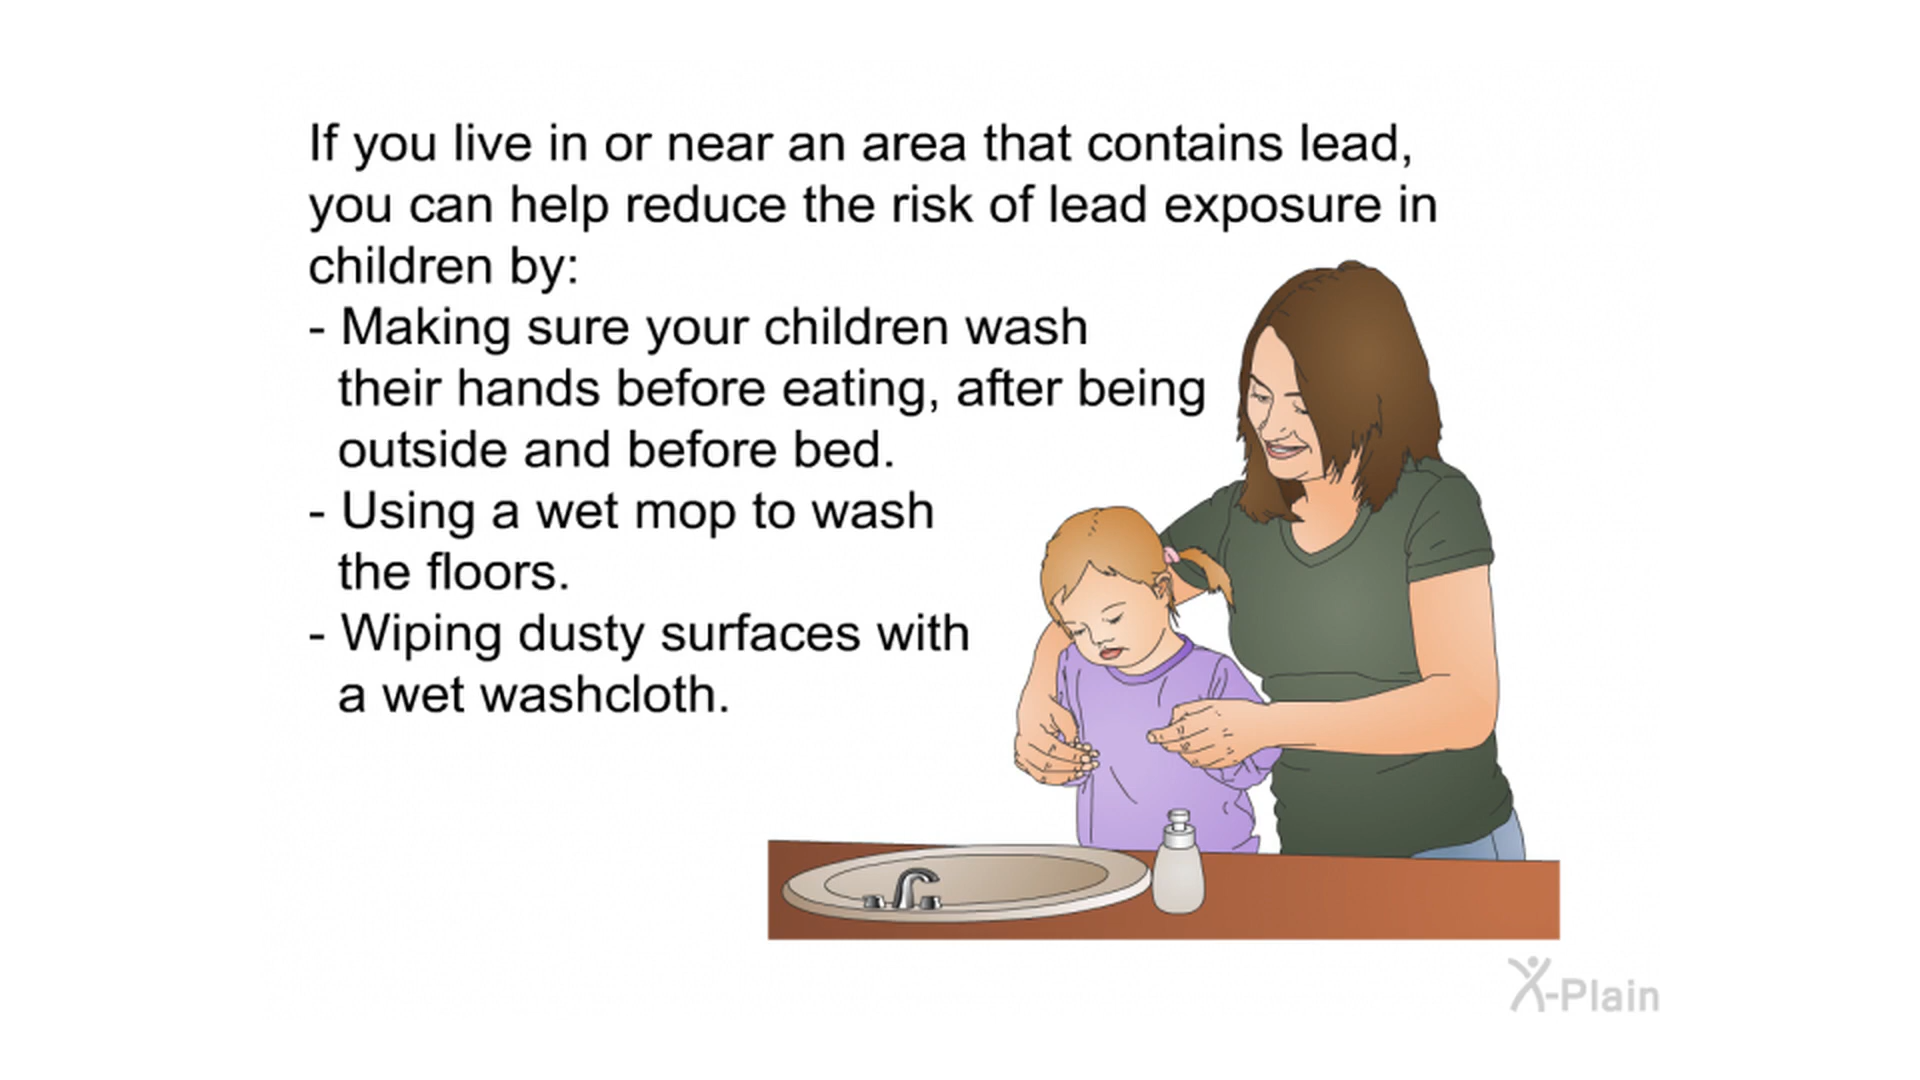 If you live in or near an area that contains lead,
you can help reduce the risk of lead exposure in
children by:
- Making sure your children wash
their hands before eating, after being
outside and before bed.
- Using a wet mop to wash
the floors.
- Wiping dusty surfaces with
a wet washcloth.
X-Plain